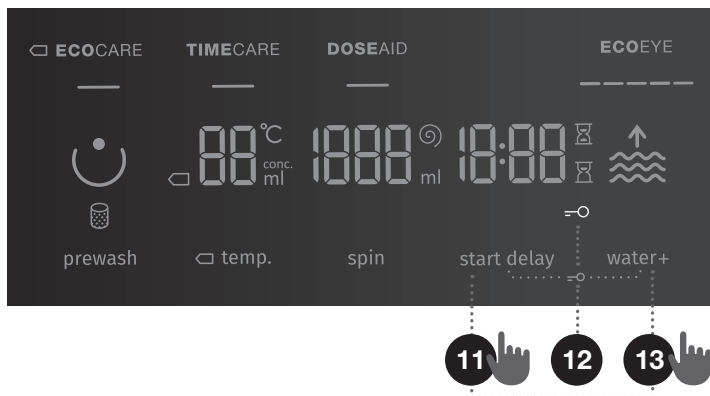 ECOCARE TIMECARE DOSEAID ECOEYE
88 °C 1888 18:88
conc.
ml ml
prewash temp. spin start delay water+
11 12 13